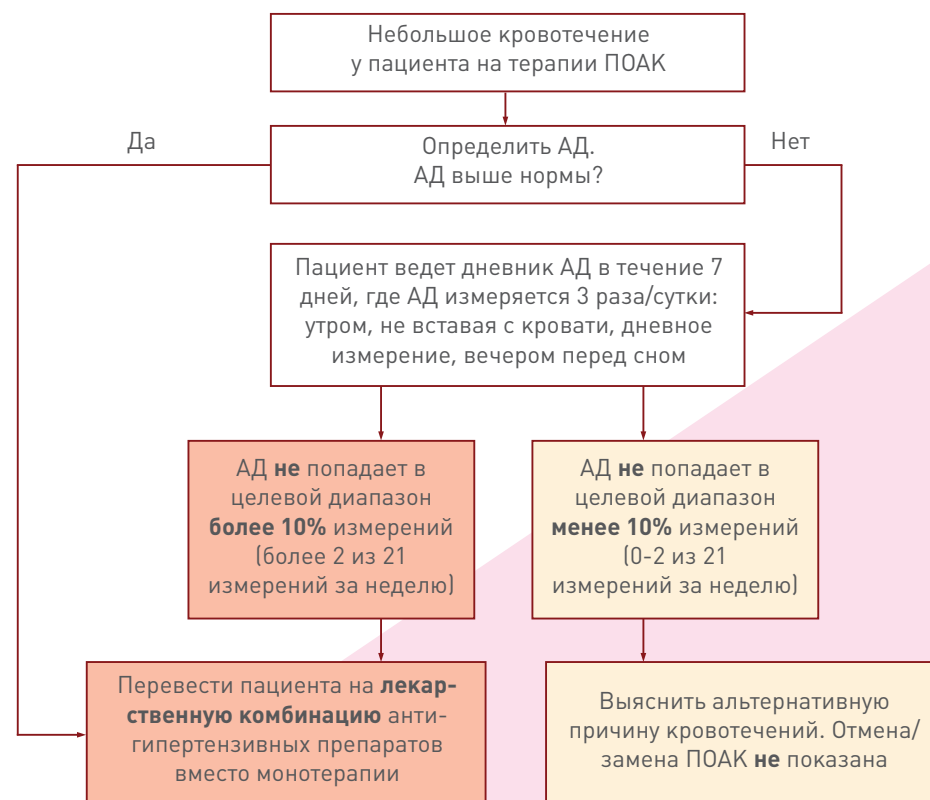 Небольшое кровотечение
у пациента на терапии ПОАК
Да
Определить АД.
АД выше нормы?
Нет
Пациент ведет дневник АД в течение 7
дней, где АД измеряется 3 раза/сутки:
утром, не вставая с кровати, дневное
измерение, вечером перед сном
АД не попадает в
целевой диапазон
более 10% измерений
(более 2 из 21
измерений за неделю)
АД не попадает в
целевой диапазон
менее 10% измерений
(0-2 из 21
измерений за неделю)
Перевести пациента на лекар-
ственную комбинацию анти-
гипертензивных препаратов
вместо монотерапии
Выяснить альтернативную
причину кровотечений. Отмена/
замена ПОАК не показана